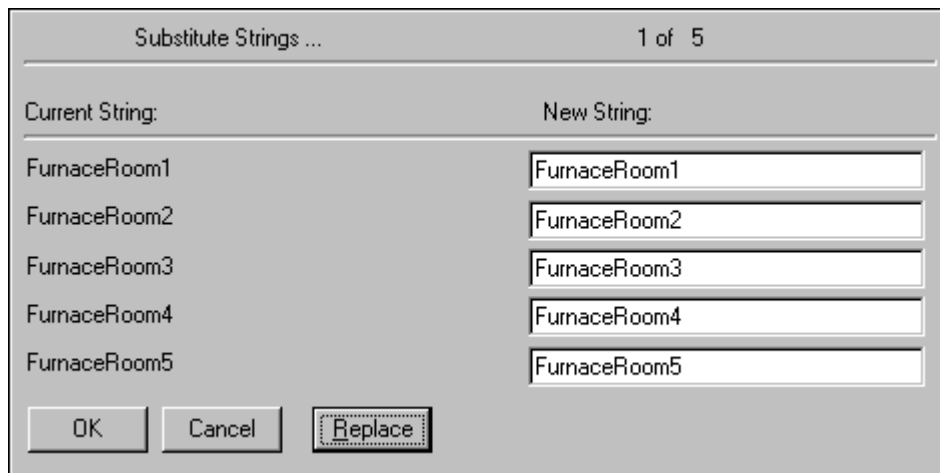 Substitute Strings ... 1 of 5
Current String: New String:
FurnaceRoom1 FurnaceRoom1
FurnaceRoom2 FurnaceRoom2
FurnaceRoom3 FurnaceRoom3
FurnaceRoom4 FurnaceRoom4
FurnaceRoom5 FurnaceRoom5
OK Cancel Replace